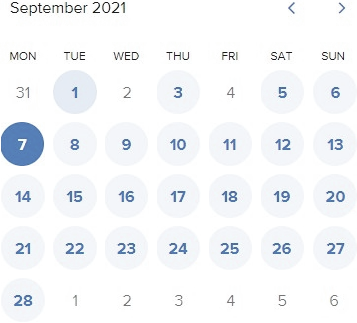 September 2021
MON TUE WED THU FRI SAT SUN
31 1 2 3 4 5 6
7 8 9 10 11 12 13
14 15 16 17 18 19 20
21 22 23 24 25 26 27
28 1 2 3 4 5 6